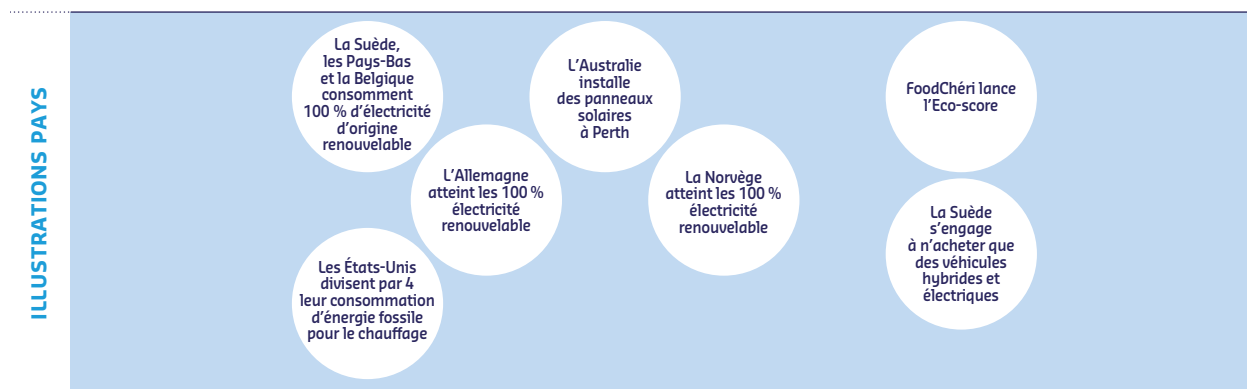 ILLUSTRATIONS PAYS
La Suède,
les Pays-Bas
et la Belgique
consomment
100 % d'électricité
d'origine
renouvelable
L'Allemagne
atteint les 100 %
électricité
renouvelable
Les États-Unis
divisent par 4
leur consommation
d'énergie fossile
pour le chauffage
L'Australie
installe
des panneaux
solaires
à Perth
La Norvège
atteint les 100 %
électricité
renouvelable
FoodChéri lance
l'Eco-score
La Suède
s'engage
à n'acheter que
des véhicules
hybrides et
électriques